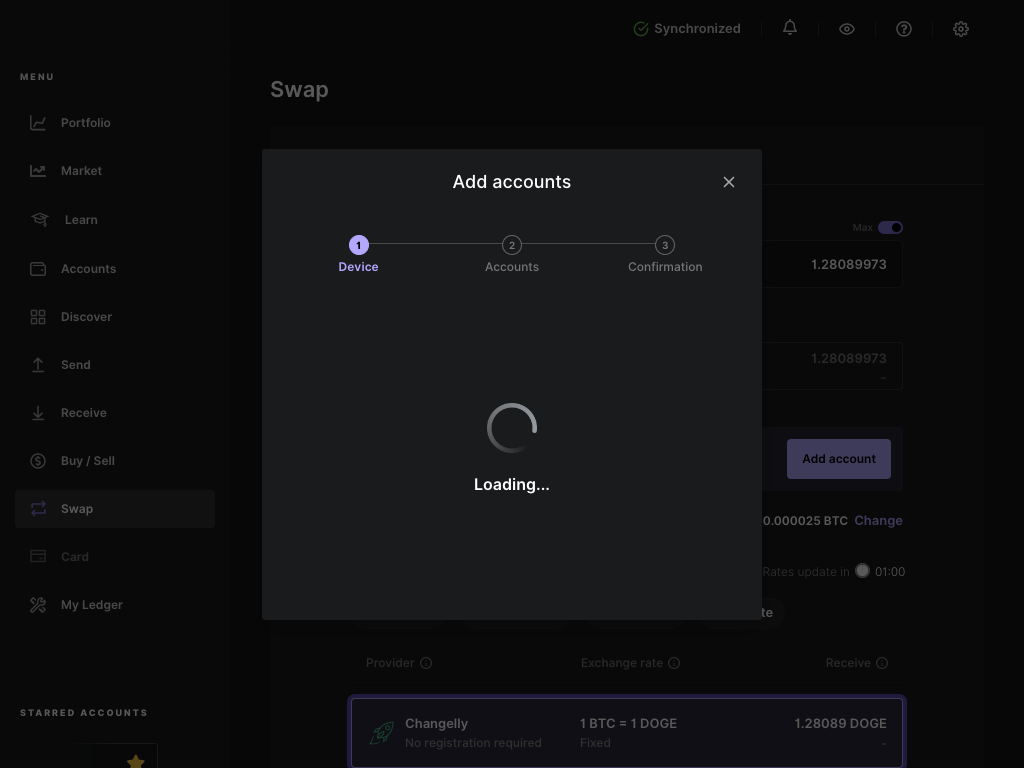 Synchronized
MENU
Swap
Portfolio
Market
Learn
Accounts
Discover
Send
Receive
Buy / Sell
Swap
Card
My Ledger
STARRED ACCOUNTS
Add accounts
1
2
3
Device
Accounts
Confirmation
Loading...
Max
1.28089973
1.28089973
-
Add account
0.000025 BTC Change
Rates update in 01:00
Provider Exchange rate Receive
Changelly 1 BTC = 1 DOGE 1.28089 DOGE
No registration required Fixed -